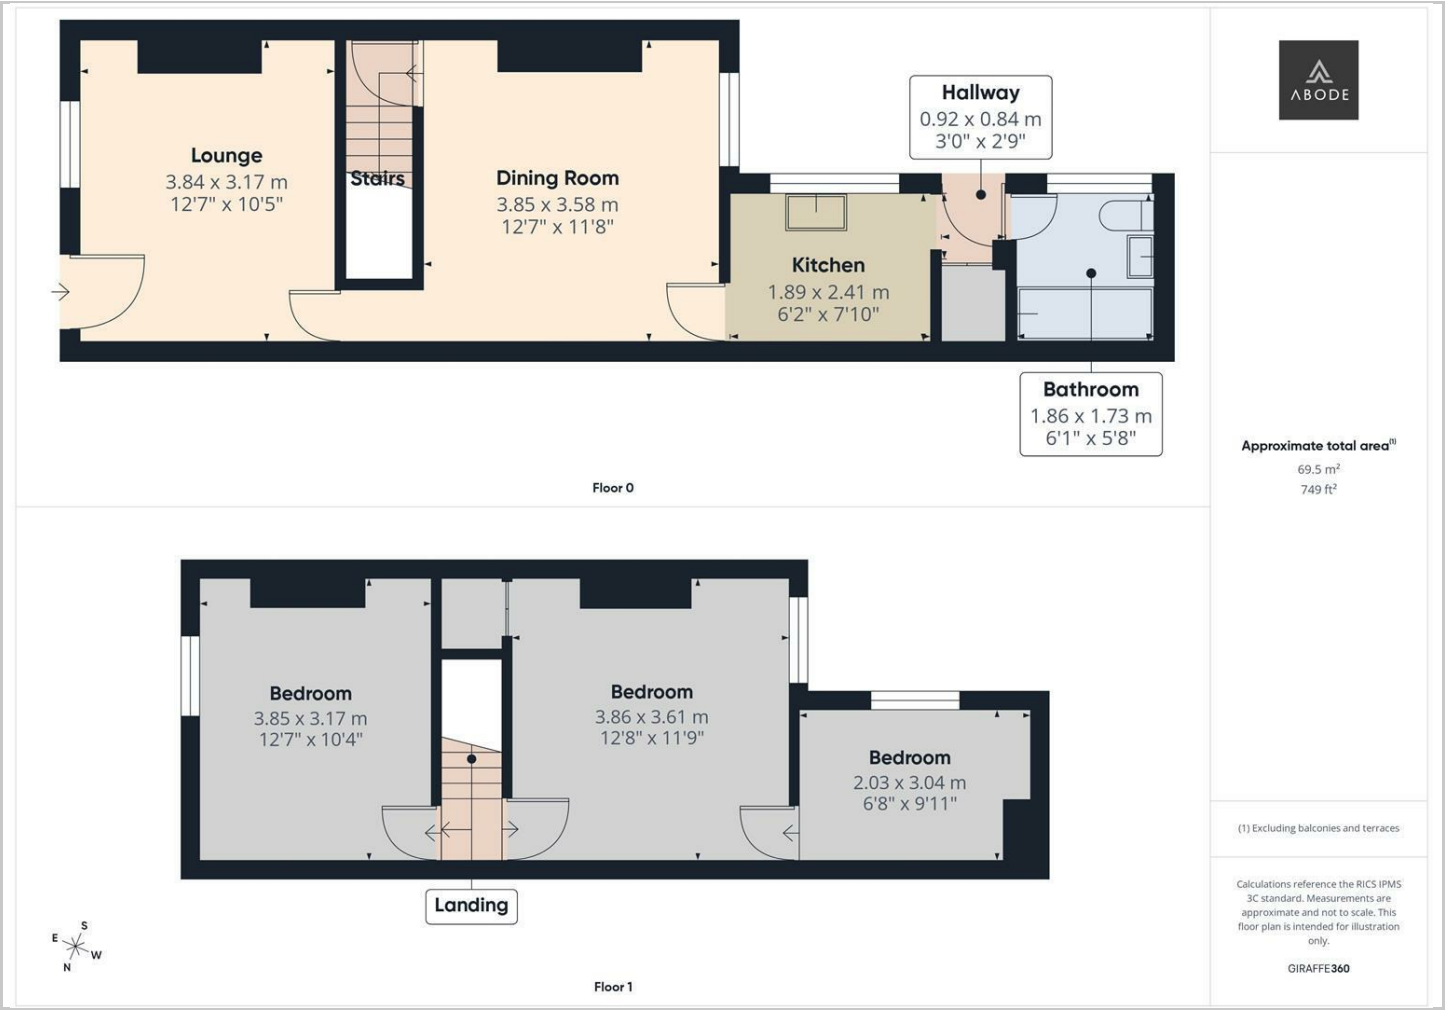 Lounge
3.84 x 3.17 m
12'7" x 10'5"
Stairs
Dining Room
3.85 x 3.58 m
12'7" x 11'8"
Kitchen
1.89 x 2.41 m
6'2" x 7'10"
Hallway
0.92 x 0.84 m
3'0" x 2'9"
Bathroom
1.86 x 1.73 m
6'1" x 5'8"
Floor 0
Bedroom
3.85 x 3.17 m
12'7" x 10'4"
Bedroom
3.86 x 3.61 m
12'8" x 11'9"
Bedroom
2.03 x 3.04 m
6'8" x 9'11"
Landing
S
E
W
N
Floor 1
ABODE
Approximate total area(1)
69.5 m²
749 ft²
(1) Excluding balconies and terraces
Calculations reference the RICS IPMS
3C standard. Measurements are
approximate and not to scale. This
floor plan is intended for illustration
only.
GIRAFFE360